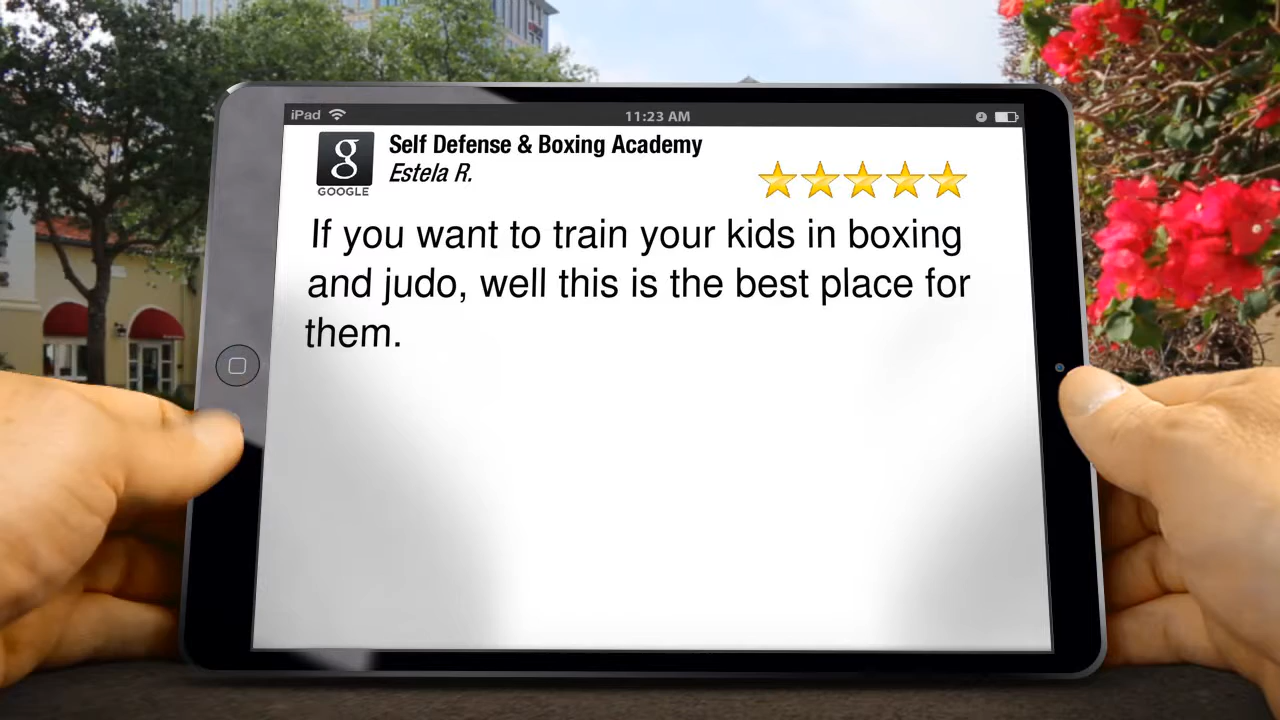 iPad 11:23 AM
g
GOOGLE
Self Defense & Boxing Academy
Estela R.
If you want to train your kids in boxing
and judo, well this is the best place for
them.